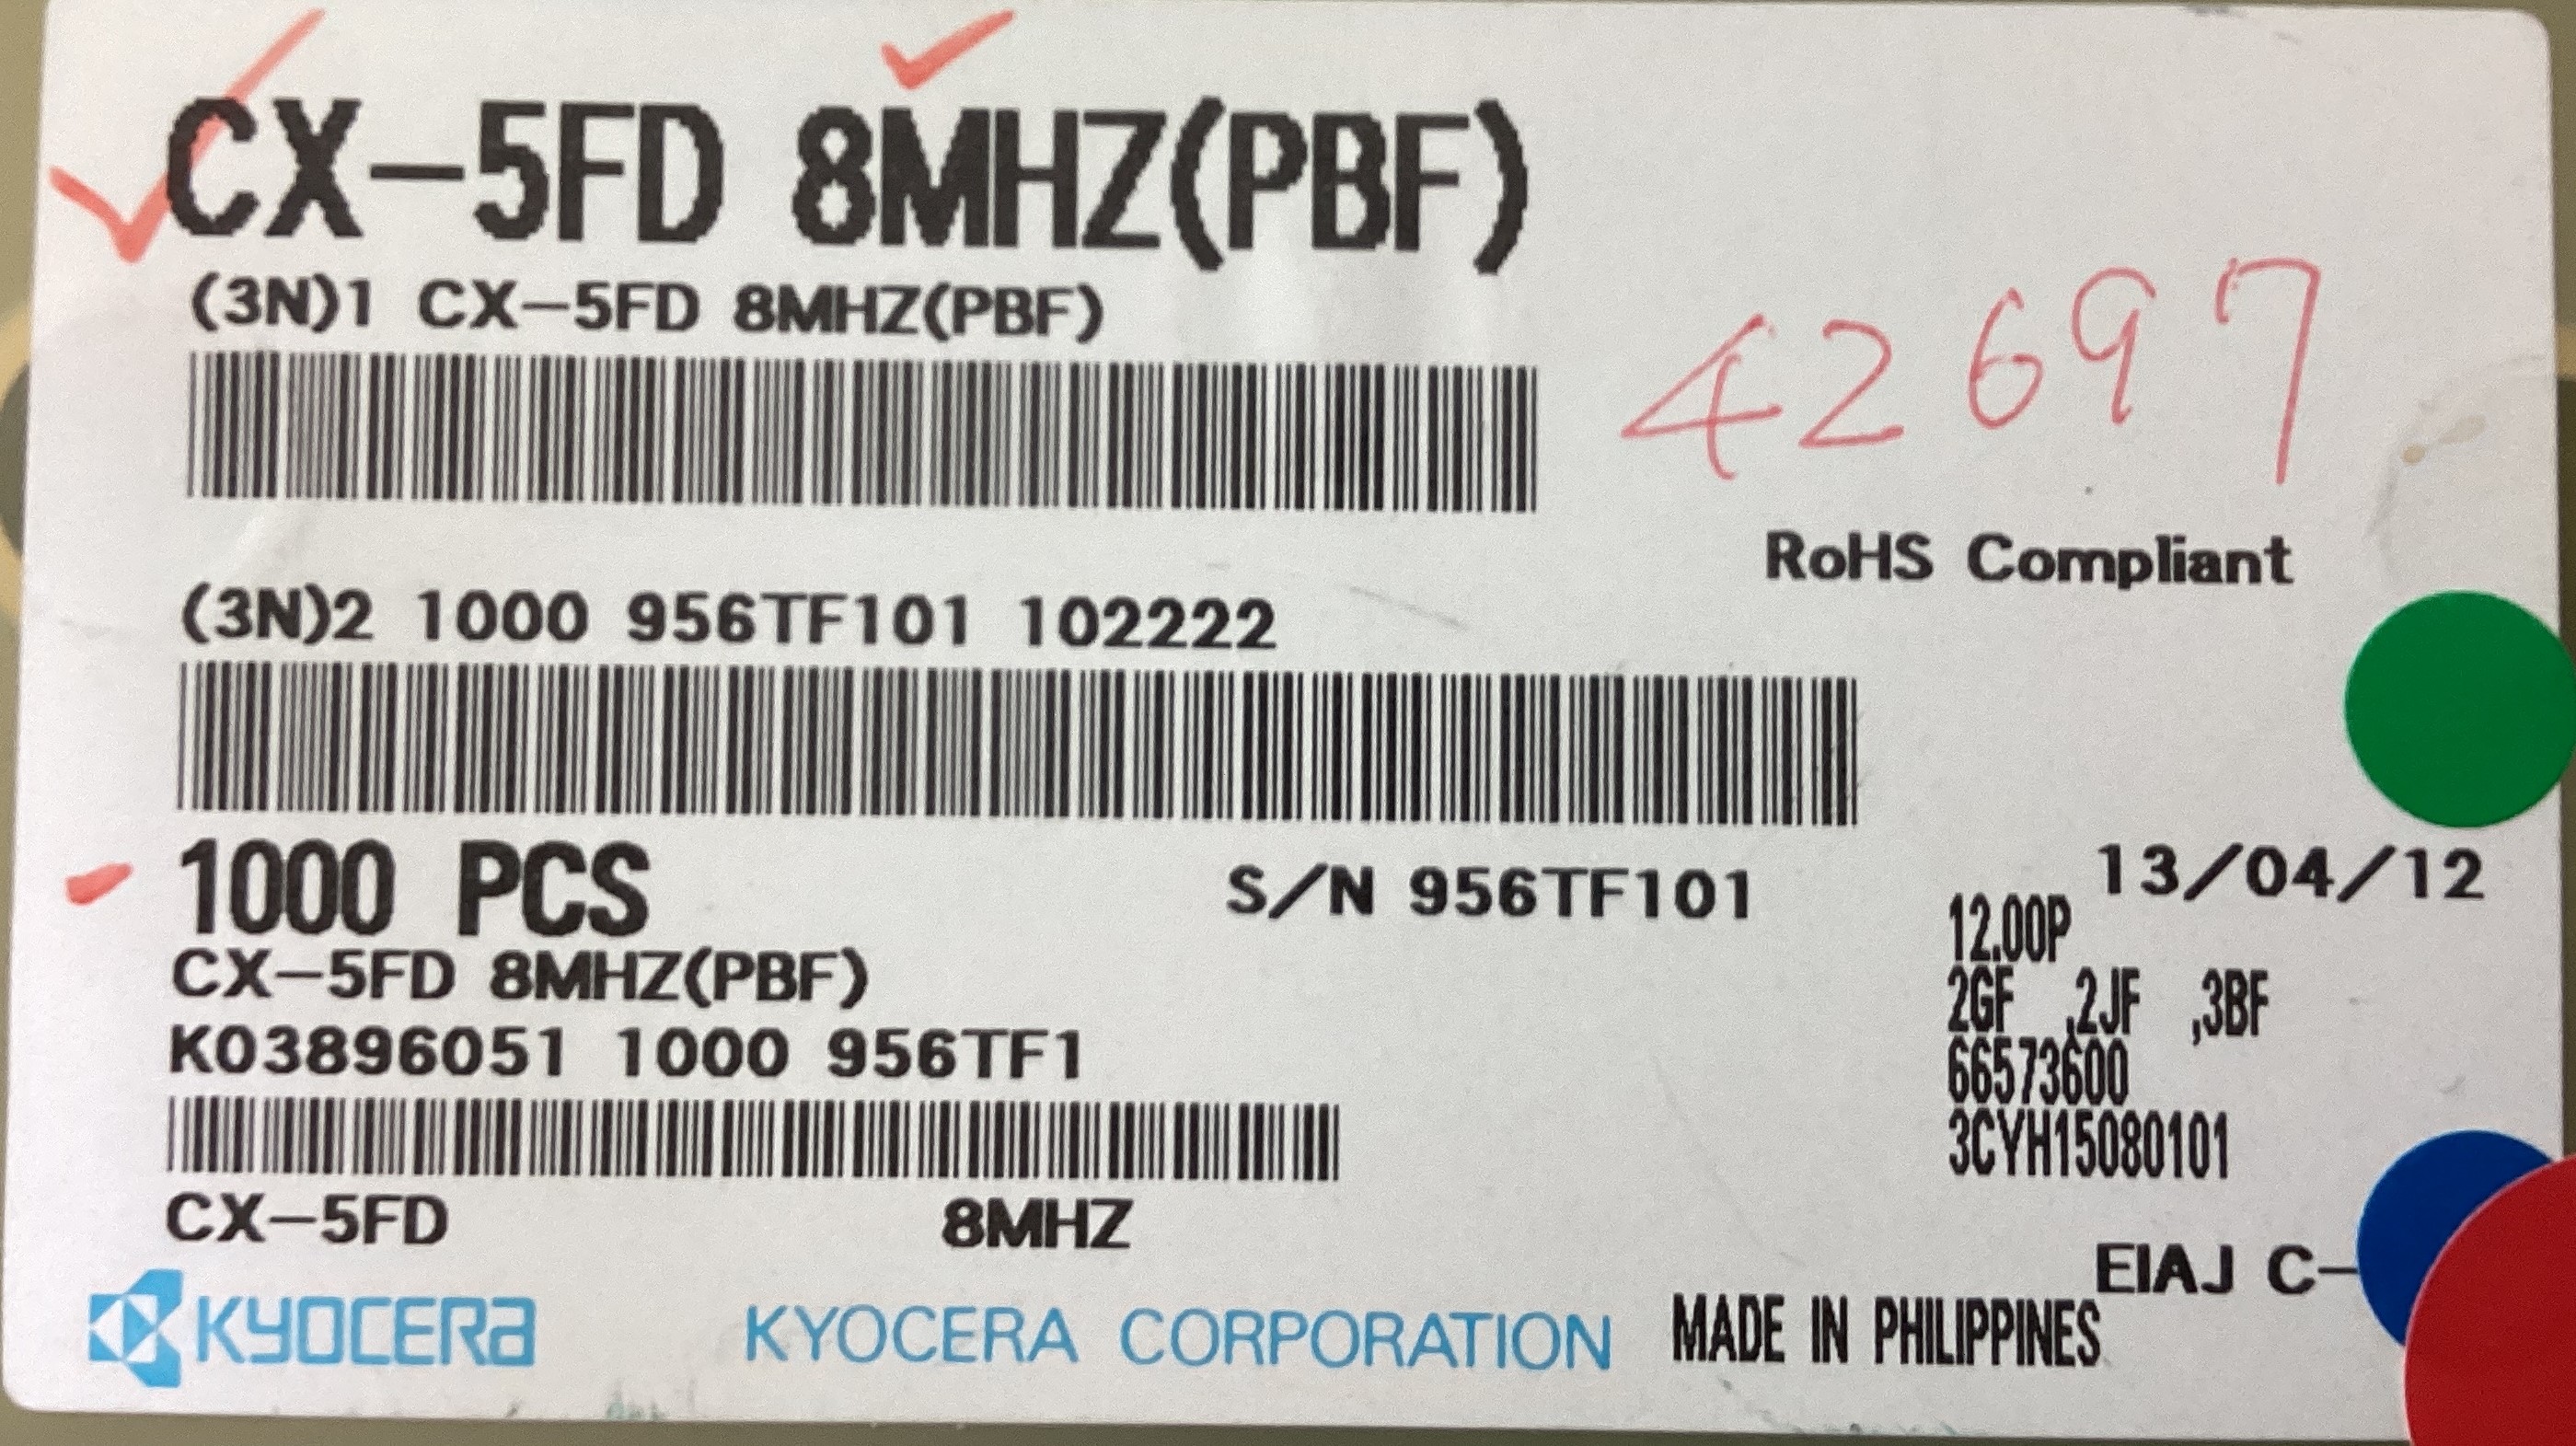 CX-5FD 8MHZ(PBF)
(3N)1 CX-5FD 8MHZ(PBF)
42697
RoHS Compliant
(3N)2 1000 956TF101 102222
1000 PCS
S/N 956TF101
13/04/12
12.00P
CX-5FD 8MHZ(PBF)
2GF ,2JF ,3BF
K03896051 1000 956TF1
66573600
3CYH15080101
CX-5FD 8MHZ
EIAJ C-
KYOCERA
KYOCERA CORPORATION
MADE IN PHILIPPINES